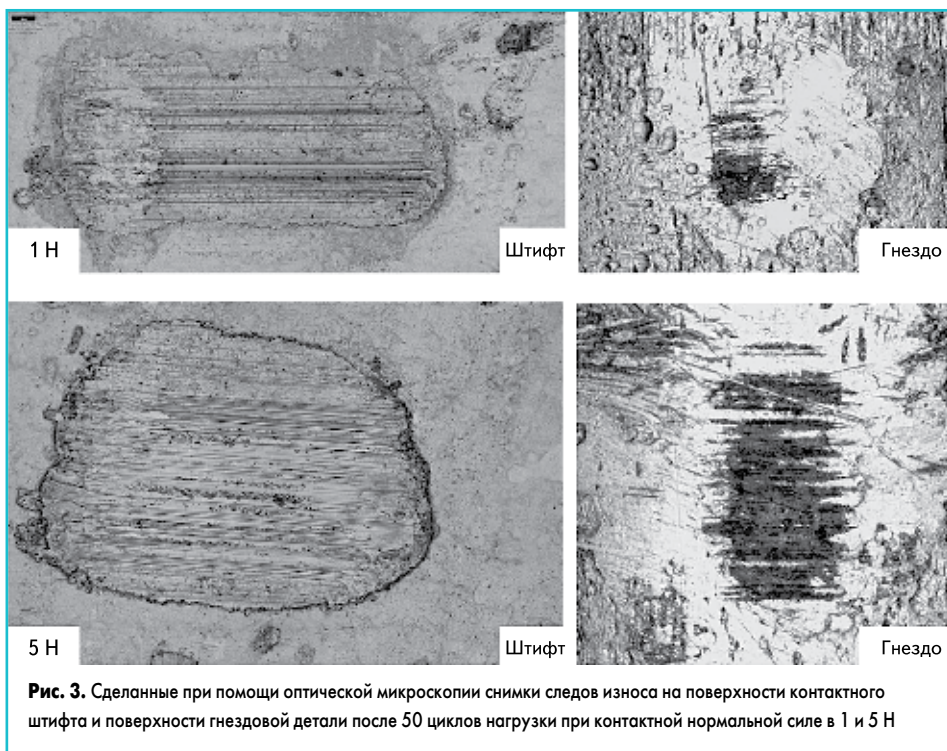 1 Н
Штифт
Гнездо
5 Н
Штифт
Гнездо
Рис. 3. Сделанные при помощи оптической микроскопии снимки следов износа на поверхности контактного
штифта и поверхности гнездовой детали после 50 циклов нагрузки при контактной нормальной силе в 1 и 5 Н